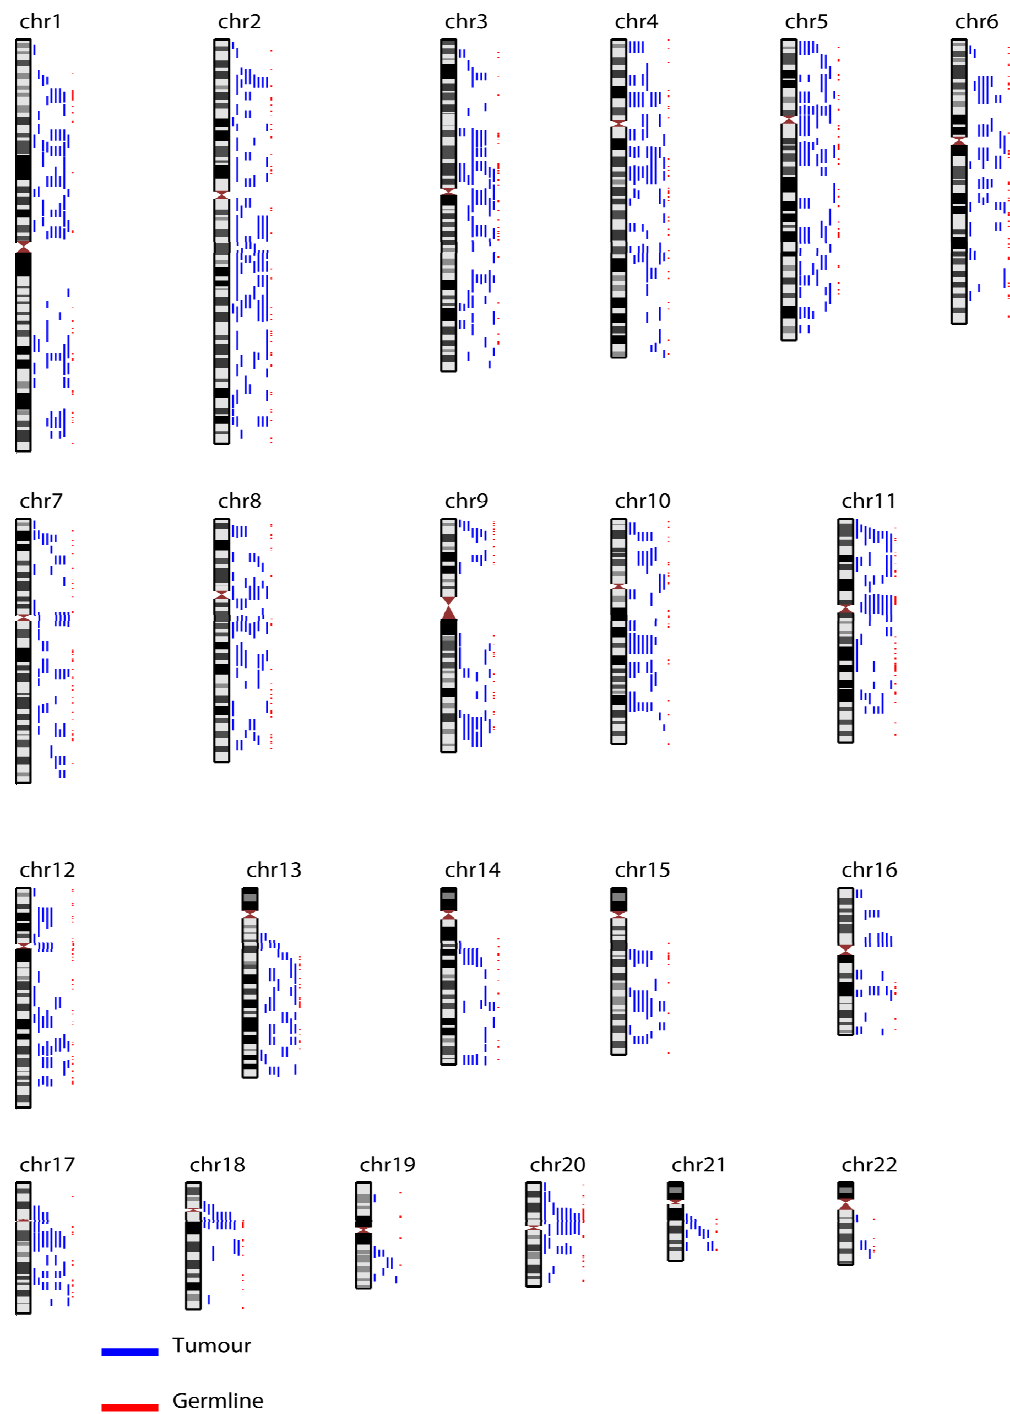 chr1 chr2 chr3 chr4 chr5 chr6
chr7 chr8 chr9 chr10 chr11
chr12 chr13 chr14 chr15 chr16
chr17 chr18 chr19 chr20 chr21 chr22
Tumour
Germline